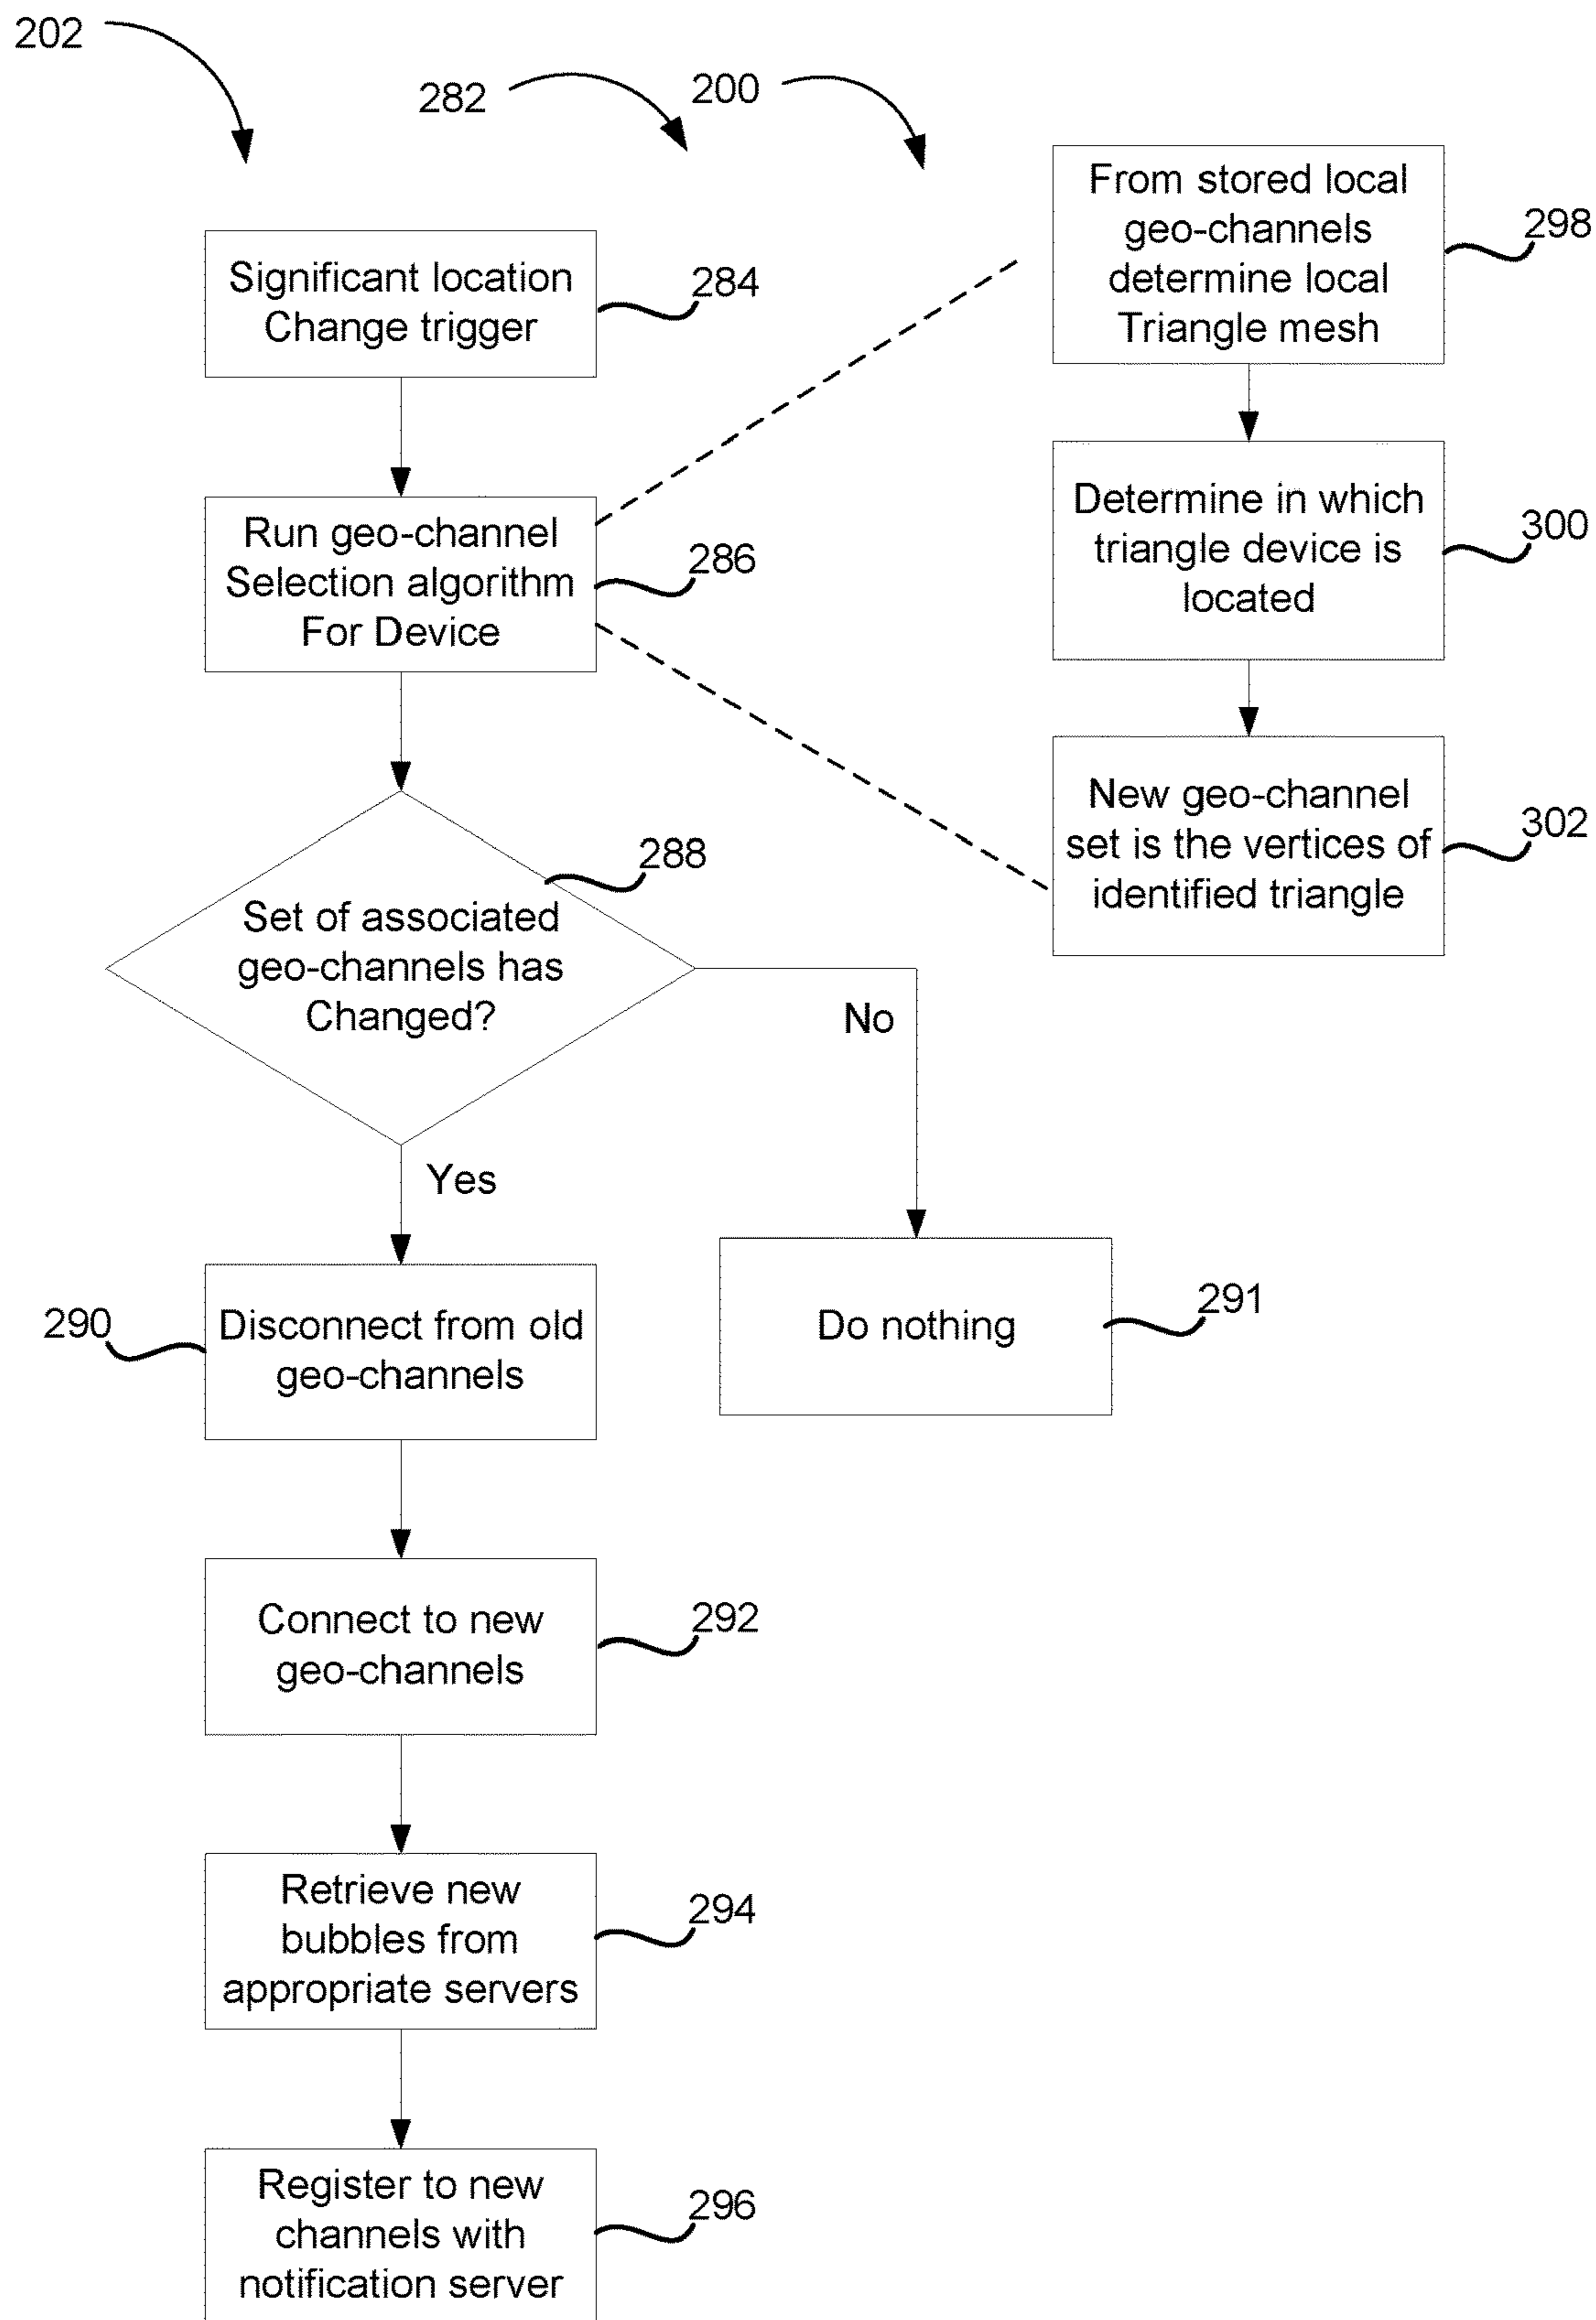 202
282
200
Significant location
Change trigger
284
Run geo-channel
Selection algorithm
For Device
286
From stored local
geo-channels
determine local
Triangle mesh
298
Determine in which
triangle device is
located
300
New geo-channel
set is the vertices of
identified triangle
302
288
Set of associated
geo-channels has
Changed?
No
Yes
290
Disconnect from old
geo-channels
Do nothing
291
Connect to new
geo-channels
292
Retrieve new
bubbles from
appropriate servers
294
Register to new
channels with
notification server
296